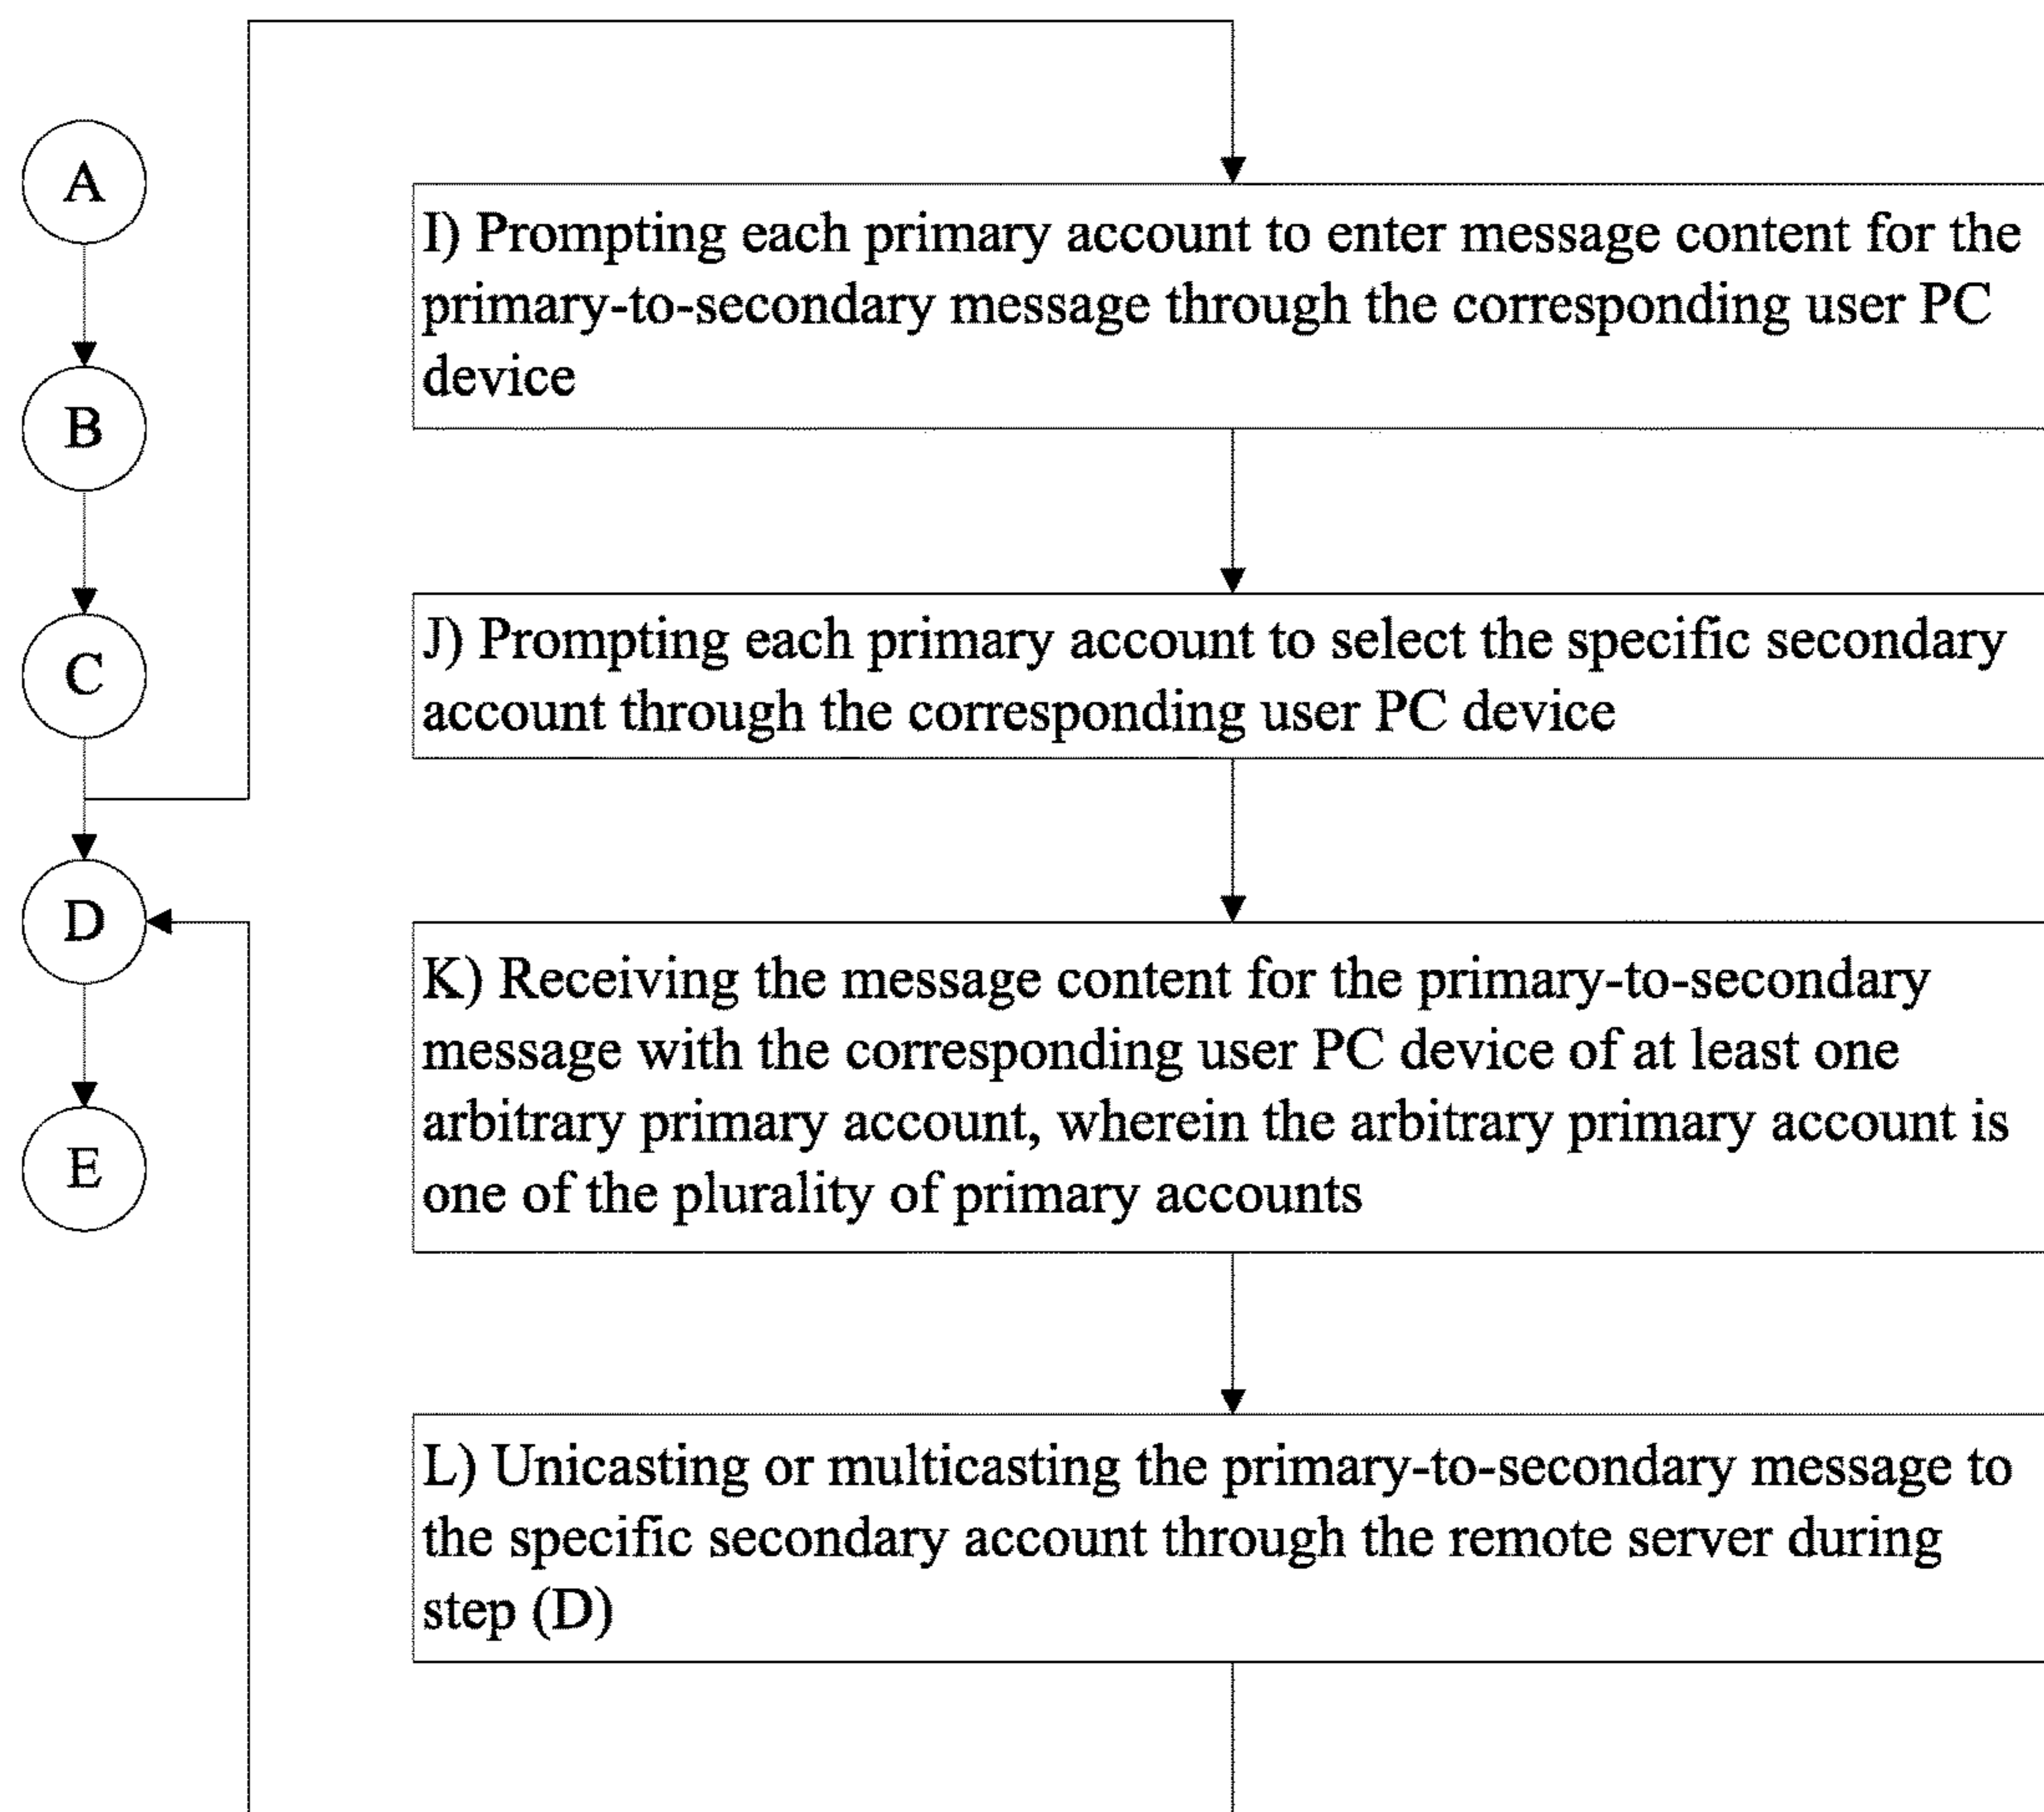 A
B
C
D
E
I) Prompting each primary account to enter message content for the
primary-to-secondary message through the corresponding user PC
device
J) Prompting each primary account to select the specific secondary
account through the corresponding user PC device
K) Receiving the message content for the primary-to-secondary
message with the corresponding user PC device of at least one
arbitrary primary account, wherein the arbitrary primary account is
one of the plurality of primary accounts
L) Unicasting or multicasting the primary-to-secondary message to
the specific secondary account through the remote server during
step (D)